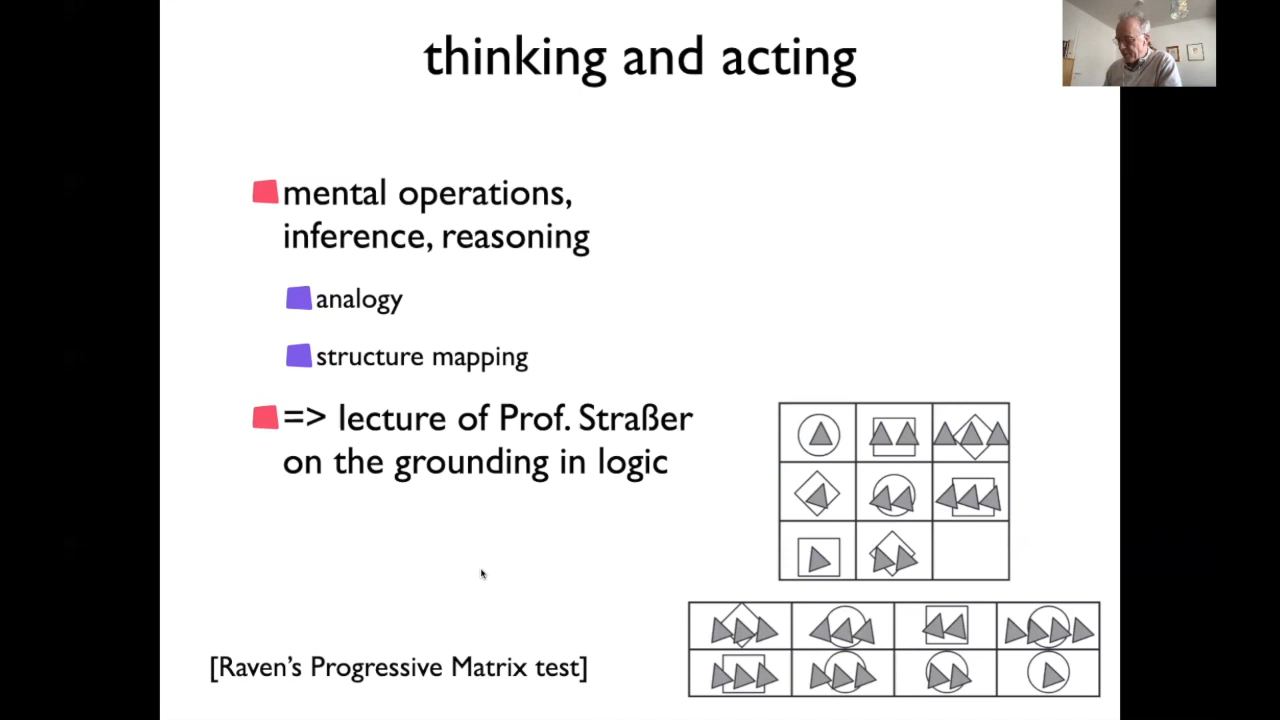 thinking and acting
mental operations,
inference, reasoning
analogy
structure mapping
=> lecture of Prof. Straßer
on the grounding in logic
[Raven's Progressive Matrix test]